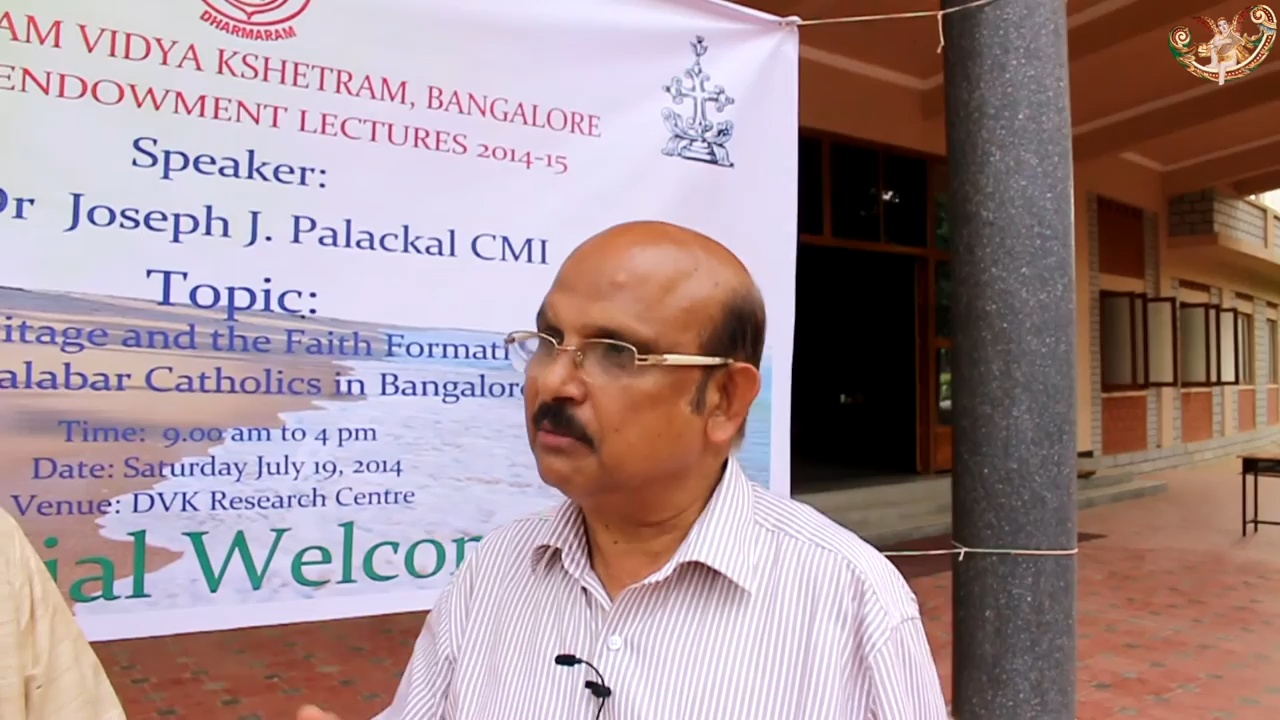 DHARMARAM
AM VIDYA KSHETRAM, BANGALORE
ENDOWMENT LECTURES 2014-15
Speaker:
Dr Joseph J. Palackal CMI
Topic:
itage and the Faith Formati
alabar Catholics in Bangalore
Time: 9.00 am to 4 pm
Date: Saturday July 19, 2014
Venue: DVK Research Centre
ial Welcom